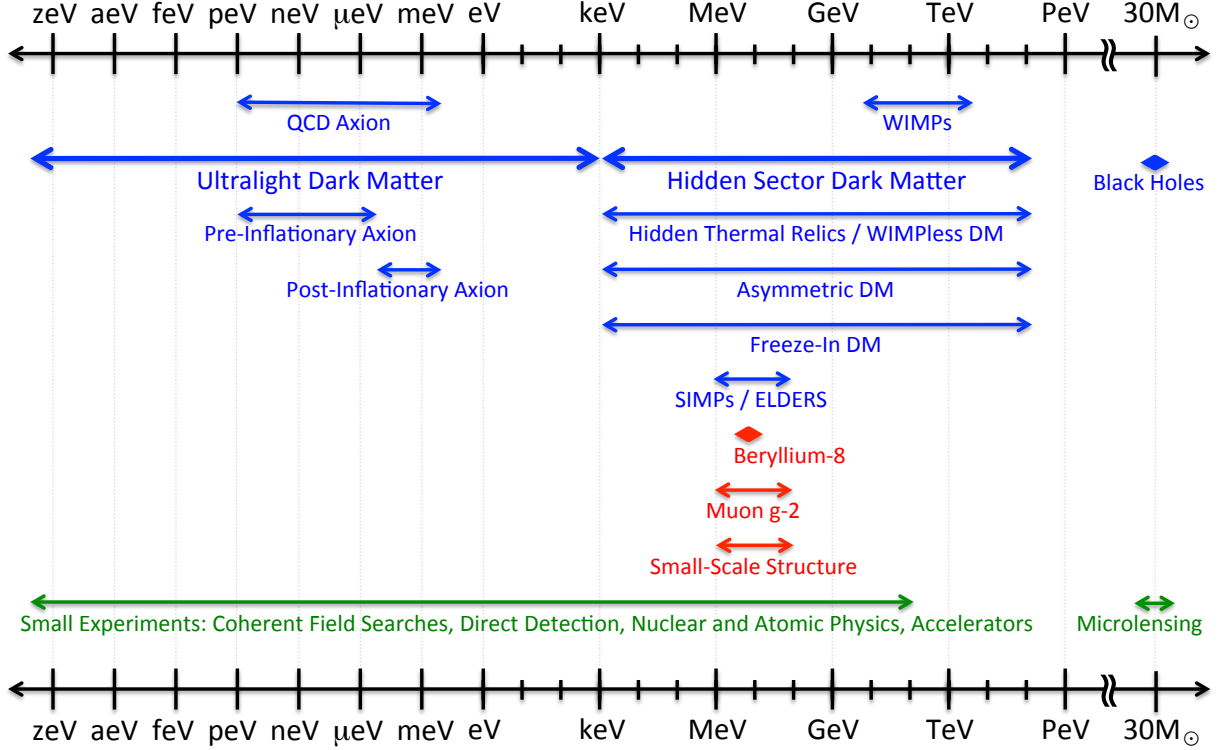 zeV aeV feV peV neV μeV meV eV keV MeV GeV TeV PeV 30M☉
QCD Axion WIMPs
Ultralight Dark Matter Hidden Sector Dark Matter Black Holes
Pre-Inflationary Axion Hidden Thermal Relics / WIMPless DM
Post-Inflationary Axion Asymmetric DM
Freeze-In DM
SIMPs / ELDERS
Beryllium-8
Muon g-2
Small-Scale Structure
Small Experiments: Coherent Field Searches, Direct Detection, Nuclear and Atomic Physics, Accelerators Microlensing
zeV aeV feV peV neV μeV meV eV keV MeV GeV TeV PeV 30M☉